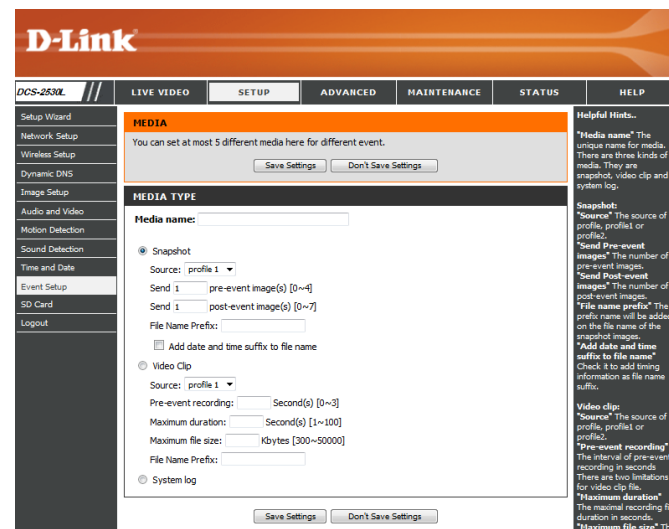 D-Link
DCS-2530L // LIVE VIDEO SETUP ADVANCED MAINTENANCE STATUS HELP
Setup Wizard
Network Setup
Wireless Setup
Dynamic DNS
Image Setup
Audio and Video
Motion Detection
Sound Detection
Time and Date
Event Setup
SD Card
Logout
MEDIA
You can set at most 5 different media here for different event.
Save Settings Don't Save Settings
MEDIA TYPE
Media name:
Snapshot
Source: profile 1
Send 1 pre-event image(s) [0~4]
Send 1 post-event image(s) [0~7]
File Name Prefix:
Add date and time suffix to file name
Video Clip
Source: profile 1
Pre-event recording: Second(s) [0~3]
Maximum duration: Second(s) [1~100]
Maximum file size: Kbytes [300~50000]
File Name Prefix:
System log
Save Settings Don't Save Settings
Helpful Hints..
"Media name" The
unique name for media.
There are three kinds of
media. They are
snapshot, video clip and
system log.
Snapshot:
"Source" The source of
profile, profile1 or
profile2.
"Send Pre-event
images" The number of
pre-event images.
"Send Post-event
images" The number of
post-event images.
"File name prefix" The
prefix name will be added
on the file name of the
snapshot images.
"Add date and time
suffix to file name"
Check it to add timing
information as file name
suffix.
Video clip:
"Source" The source of
profile, profile1 or
profile2.
"Pre-event recording"
The interval of pre-event
recording in seconds
There are two limitations
for video clip file.
"Maximum duration"
The maximal recording
duration in seconds.
"Maximum file size"